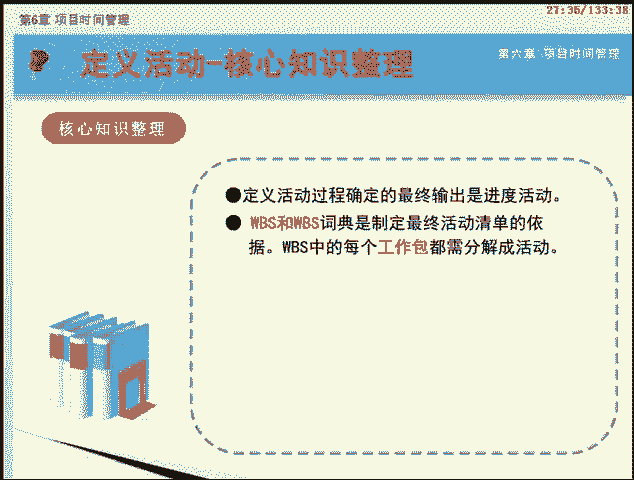 27:35/133:38
第6章 项目时间管理
定义活动-核心知识整理
第六章 项目时间管理
核心知识整理
●定义活动过程确定的最终输出是进度活动。
● WBS和WBS词典是制定最终活动清单的依
据。WBS中的每个工作包都需分解成活动。